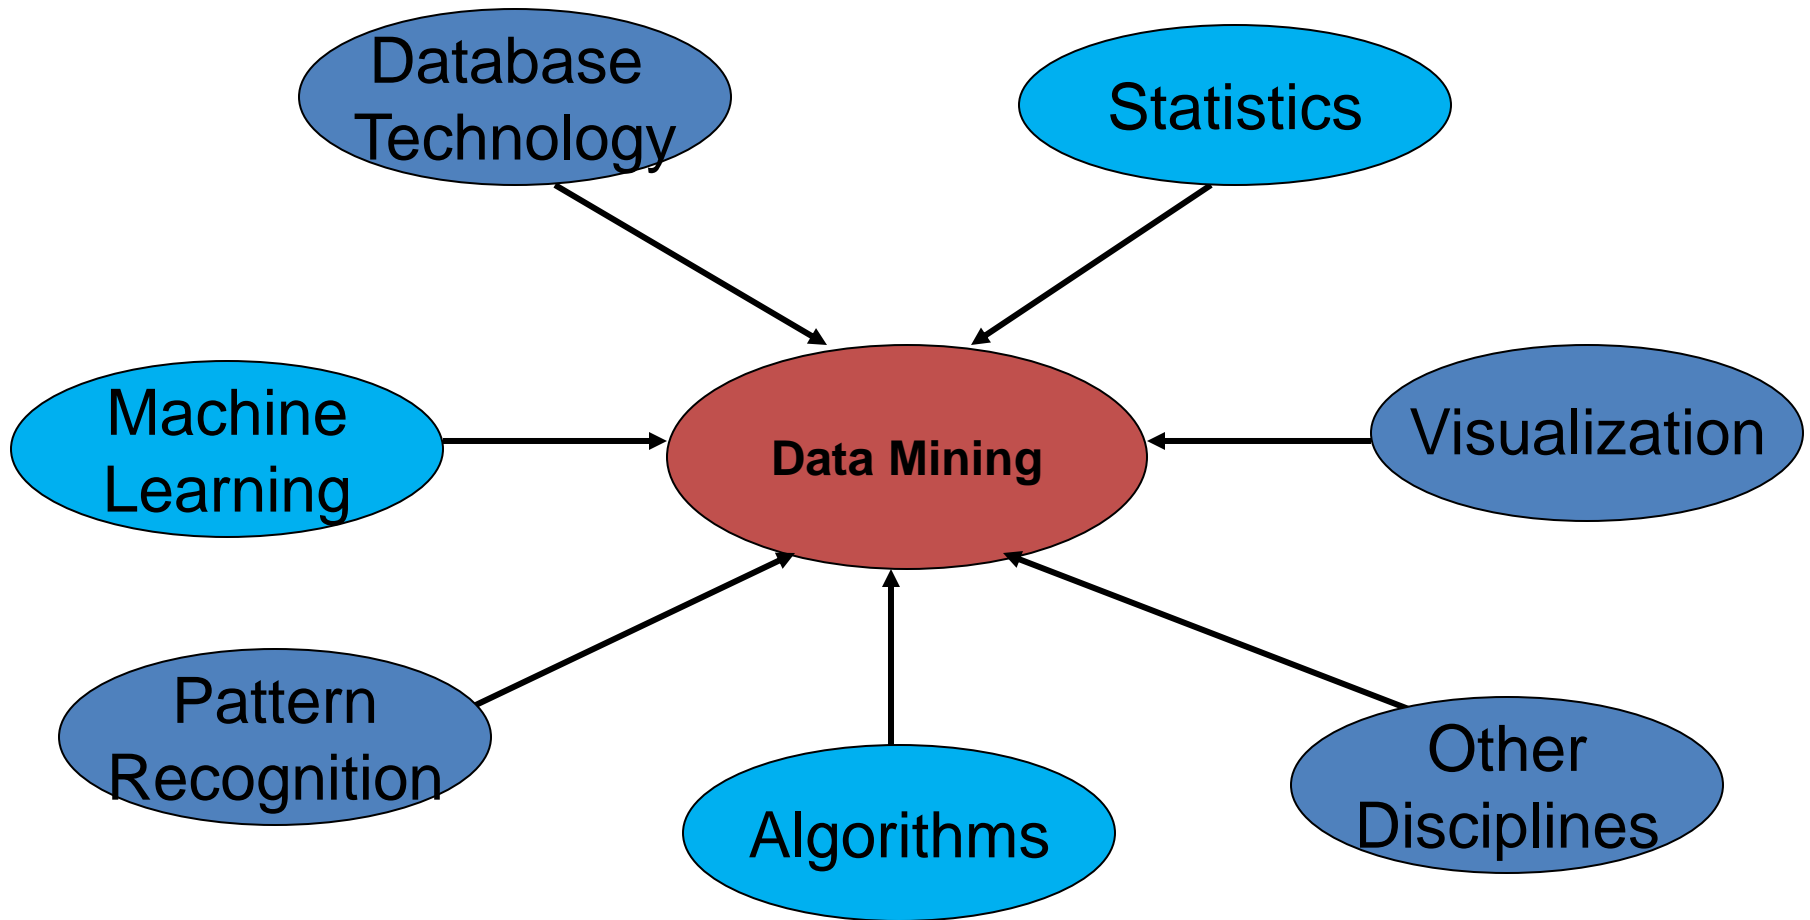 Database
Technology
Statistics
Machine
Learning
Data Mining
Visualization
Pattern
Recognition
Algorithms
Other
Disciplines